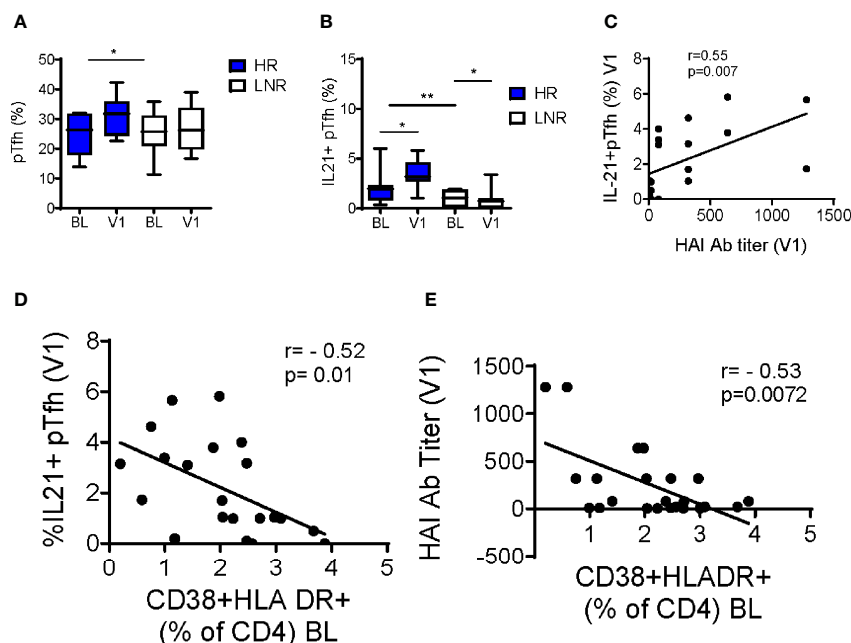 A
pTfh (%)
50
40
30
20
10
0
*
BL
V1
BL
V1
HR
LNR
B
IL21+ pTfh (%)
15
10
5
0
*
**
*
BL
V1
BL
V1
HR
LNR
C
r=0.55
p=0.007
IL-21+pTfh (%) V1
8
6
4
2
0
0
500
1000
1500
HAI Ab titer (V1)
D
%IL21+ pTfh (V1)
8
6
4
2
0
r= - 0.52
p= 0.01
0
1
2
3
4
5
CD38+HLA DR+
(% of CD4) BL
E
HAI Ab Titer (V1)
1500
1000
500
0
-500
r= - 0.53
p=0.0072
1
2
3
4
5
CD38+HLADR+
(% of CD4) BL